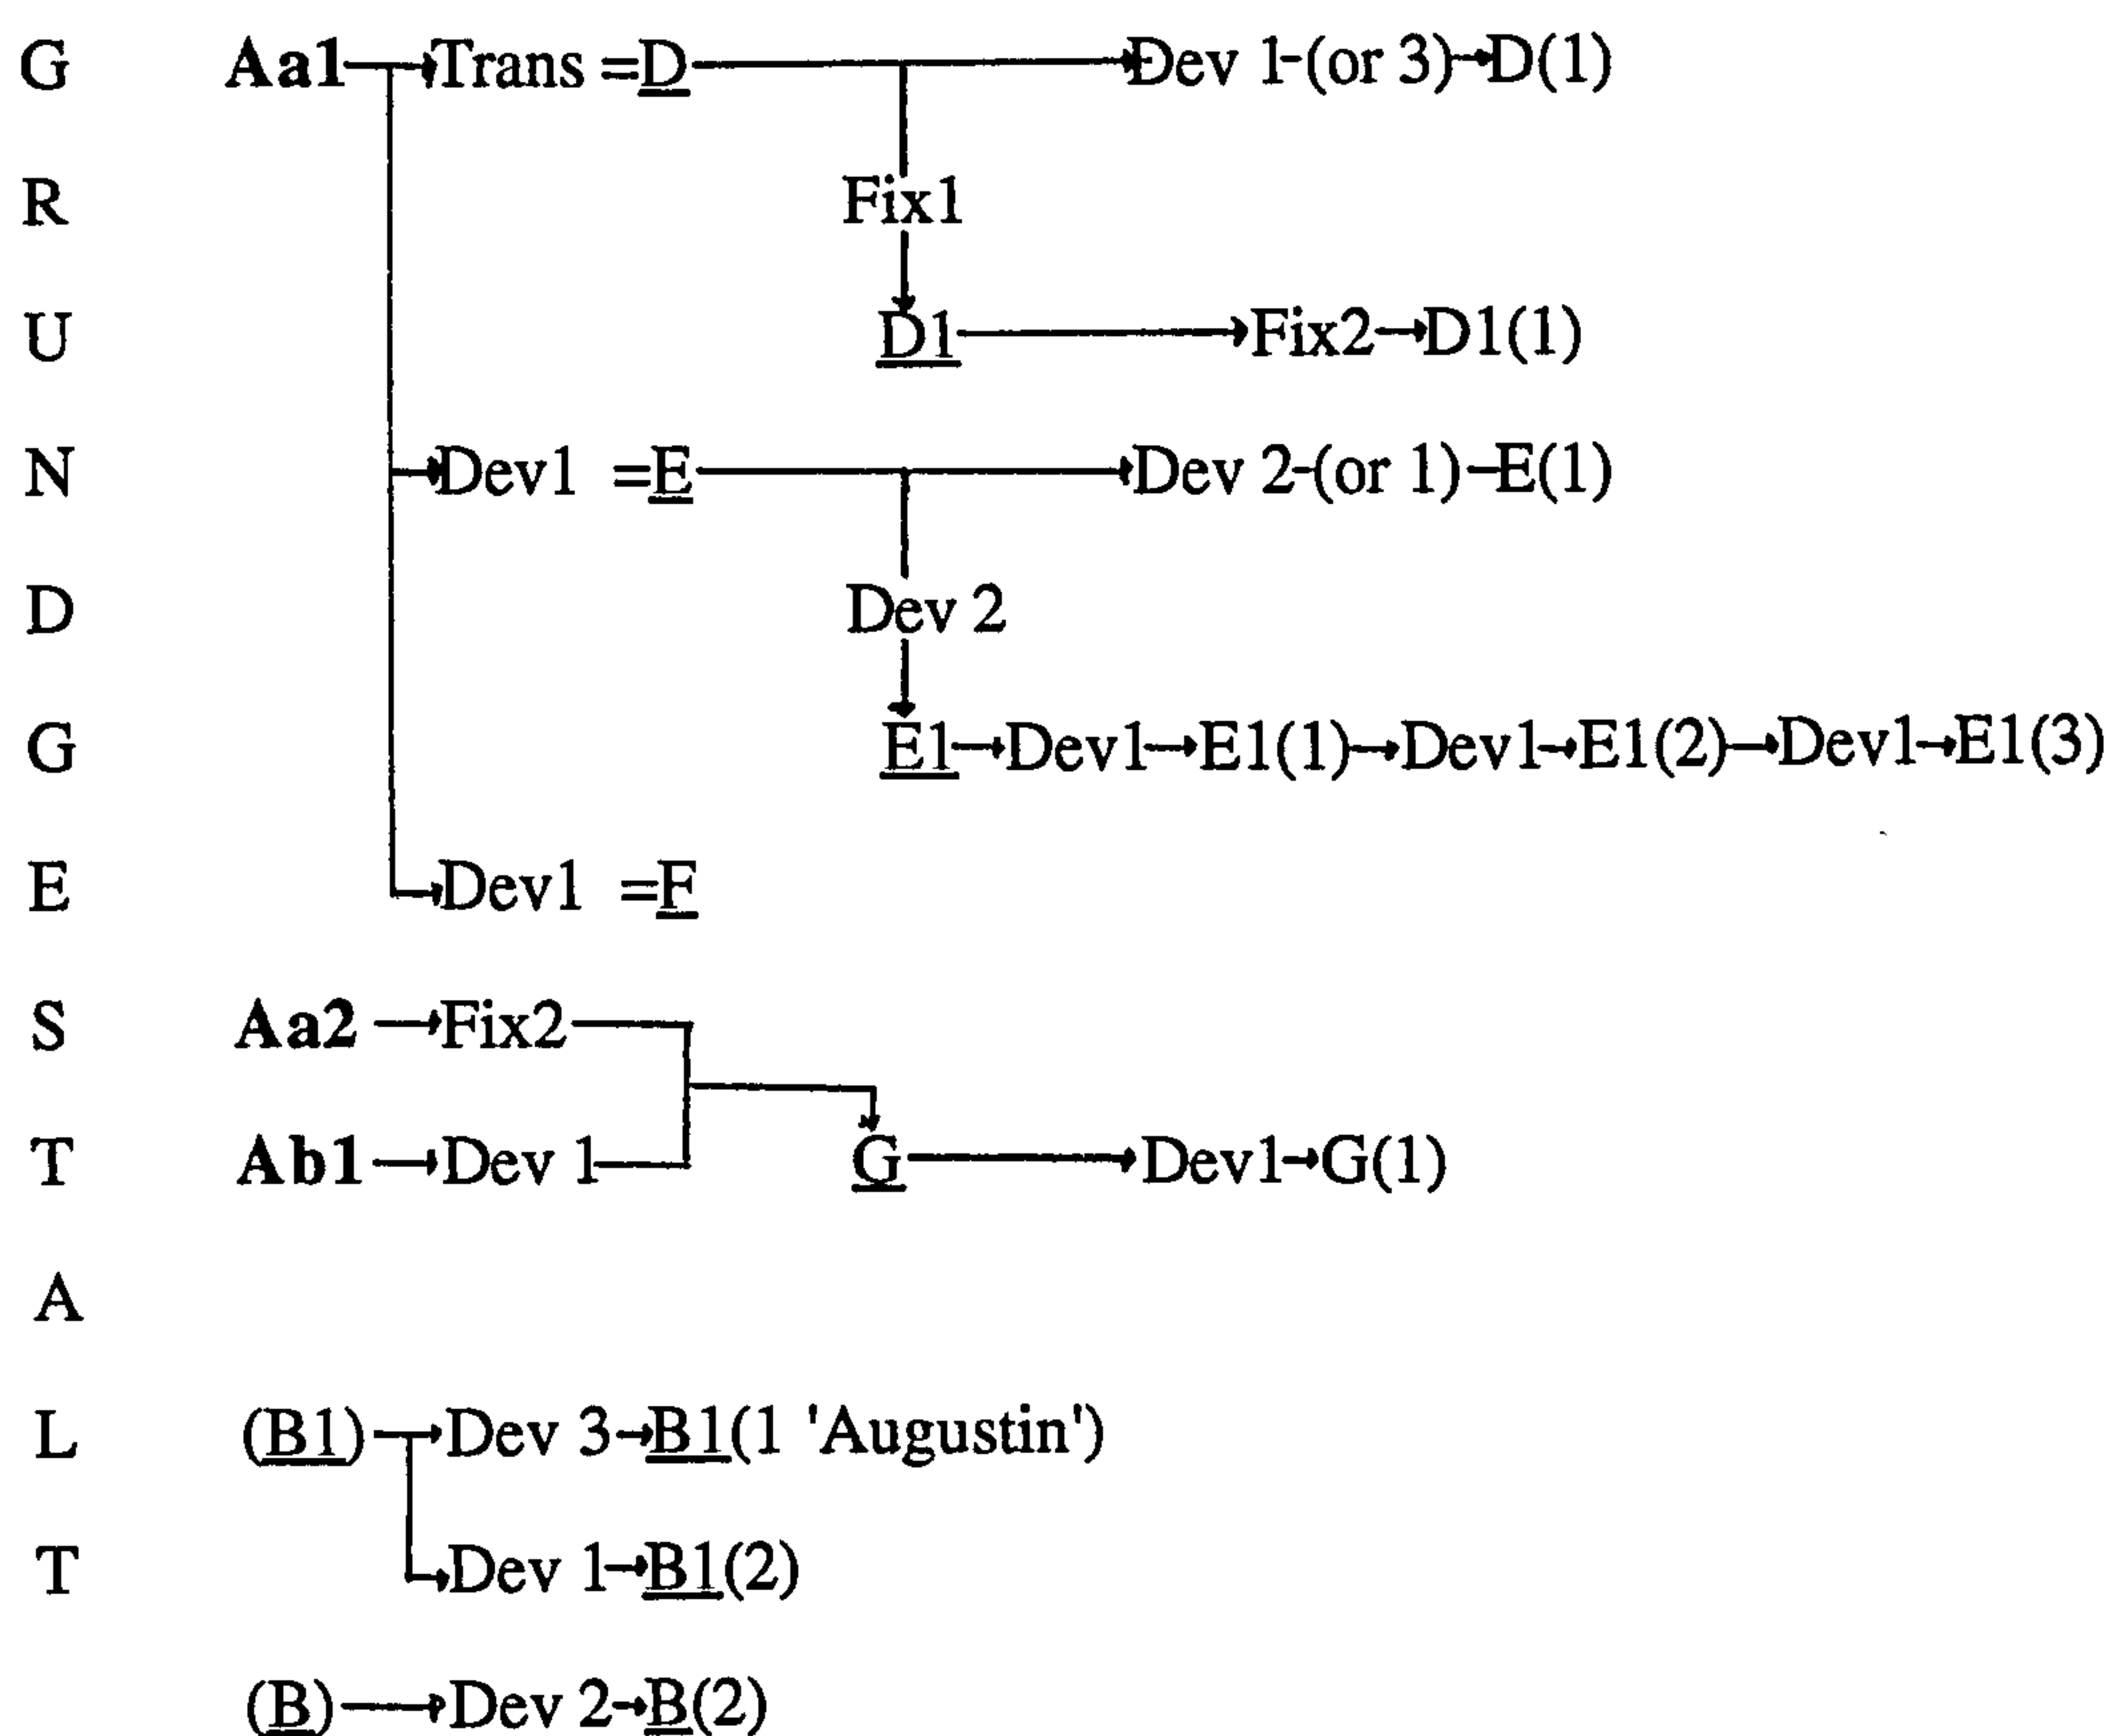 G Aa1 Trans =D Dev 1-(or 3) D(1)
R Fix1
U D1 Fix2 D1(1)
N Dev1 =E Dev 2-(or 1) E(1)
D Dev 2
G E1 Dev1 E1(1) Dev1 E1(2) Dev1 E1(3)
E Dev1 =F
S Aa2 Fix2
T Ab1 Dev 1 G Dev1 G(1)
A
L (B1) Dev 3 B1(1 'Augustin')
T Dev 1 B1(2)
(B) Dev 2 B(2)